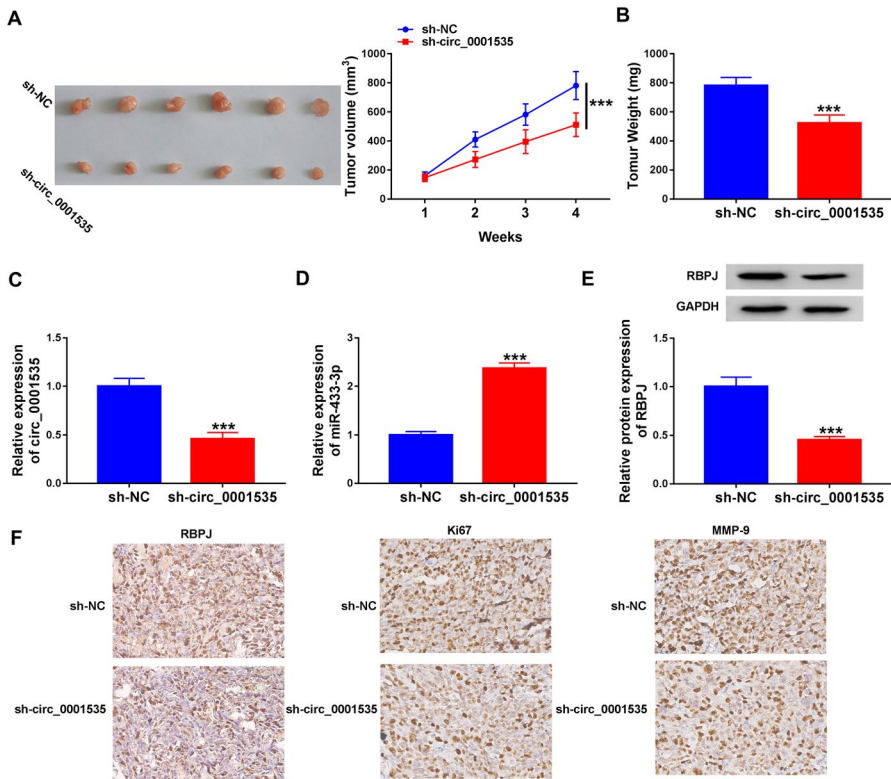 A
sh-NC
sh-circ_0001535
sh-NC
sh-circ_0001535
Tumor volume (mm³)
1000
800
600
400
200
0
1 2 3 4
Weeks
***
B
Tomur Weight (mg)
1000
800
600
400
200
0
***
sh-NC sh-circ_0001535
C
Relative expression
of circ_0001535
1.5
1.0
0.5
0.0
***
sh-NC sh-circ_0001535
D
Relative expression
of miR-433-3p
3
2
1
0
***
sh-NC sh-circ_0001535
E
RBPJ
GAPDH
Relative protein expression
of RBPJ
1.5
1.0
0.5
0.0
***
sh-NC sh-circ_0001535
F
RBPJ
sh-NC
sh-circ_0001535
Ki67
sh-NC
sh-circ_0001535
MMP-9
sh-NC
sh-circ_0001535